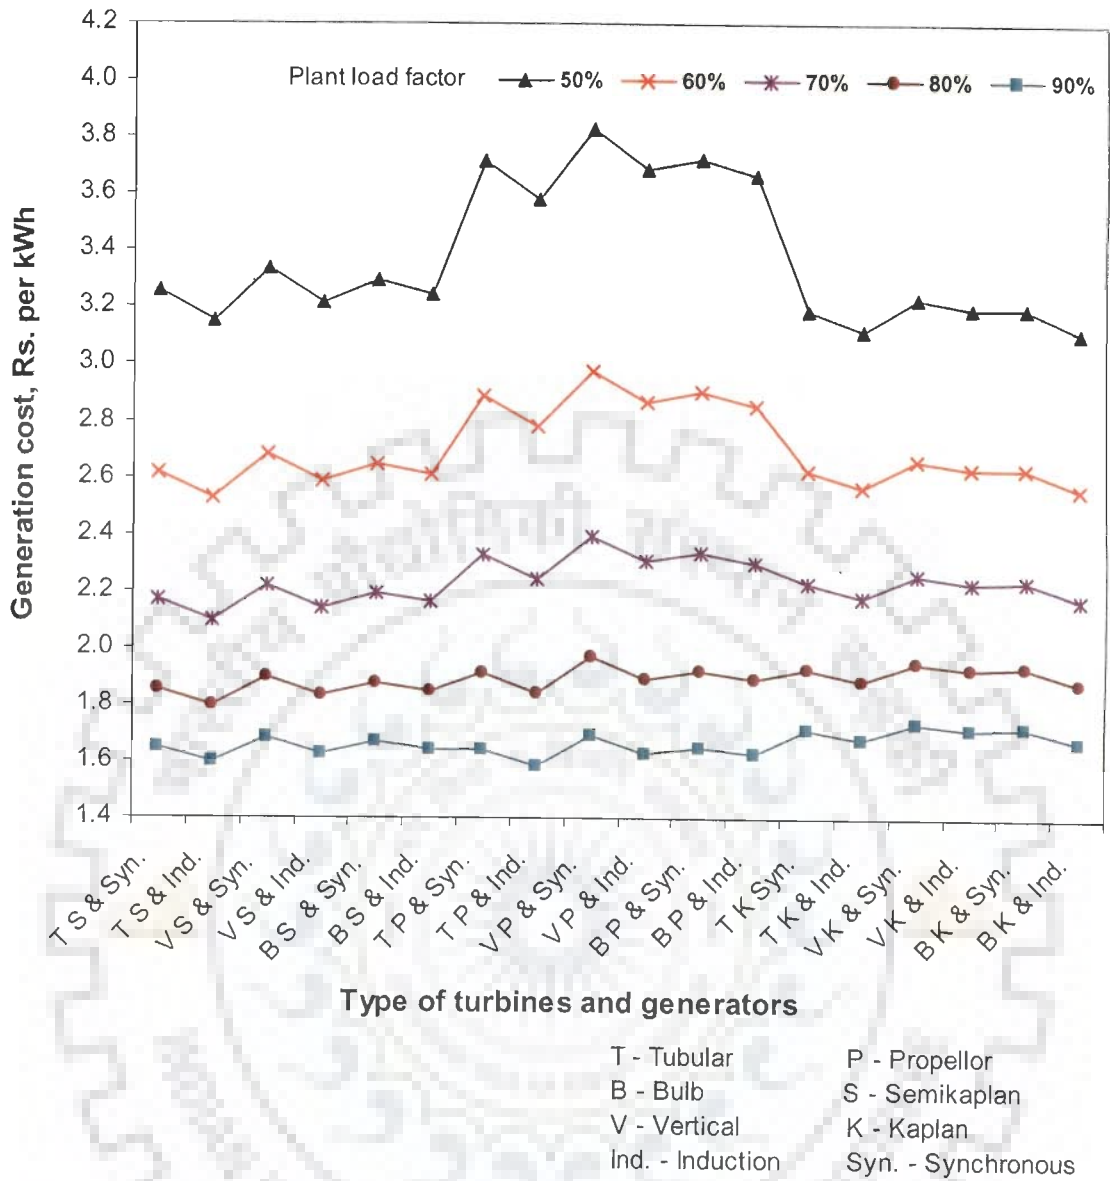 4.2
4.0
3.8
3.6
3.4
3.2
3.0
2.8
2.6
2.4
2.2
2.0
1.8
1.6
1.4
Generation cost, Rs. per kWh
Plant load factor 50% 60% 70% 80% 90%
T S & Syn.
T S & Ind.
V S & Syn.
V S & Ind.
B S & Syn.
B S & Ind.
T P & Syn.
T P & Ind.
V P & Syn.
V P & Ind.
B P & Syn.
B P & Ind.
T K Syn.
T K & Ind.
V K & Syn.
V K & Ind.
B K & Syn.
B K & Ind.
Type of turbines and generators
T - Tubular P - Propellor
B - Bulb S - Semikaplan
V - Vertical K - Kaplan
Ind. - Induction Syn. - Synchronous